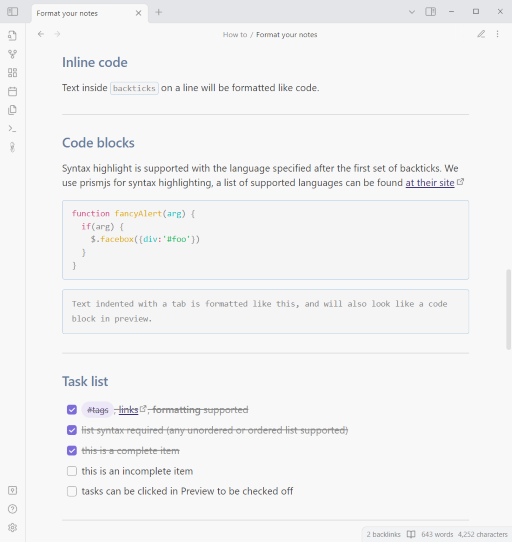 Format your notes
How to / Format your notes
Inline code
Text inside backticks on a line will be formatted like code.
Code blocks
Syntax highlight is supported with the language specified after the first set of backticks. We
use prismjs for syntax highlighting, a list of supported languages can be found at their site
function fancyAlert(arg) {
if(arg) {
$.facebox({div:'#foo'})
}
}
Text indented with a tab is formatted like this, and will also look like a code
block in preview.
Task list
#tags, links, formatting supported
list syntax required (any unordered or ordered list supported)
this is a complete item
this is an incomplete item
tasks can be clicked in Preview to be checked off
2 backlinks 643 words 4,252 characters